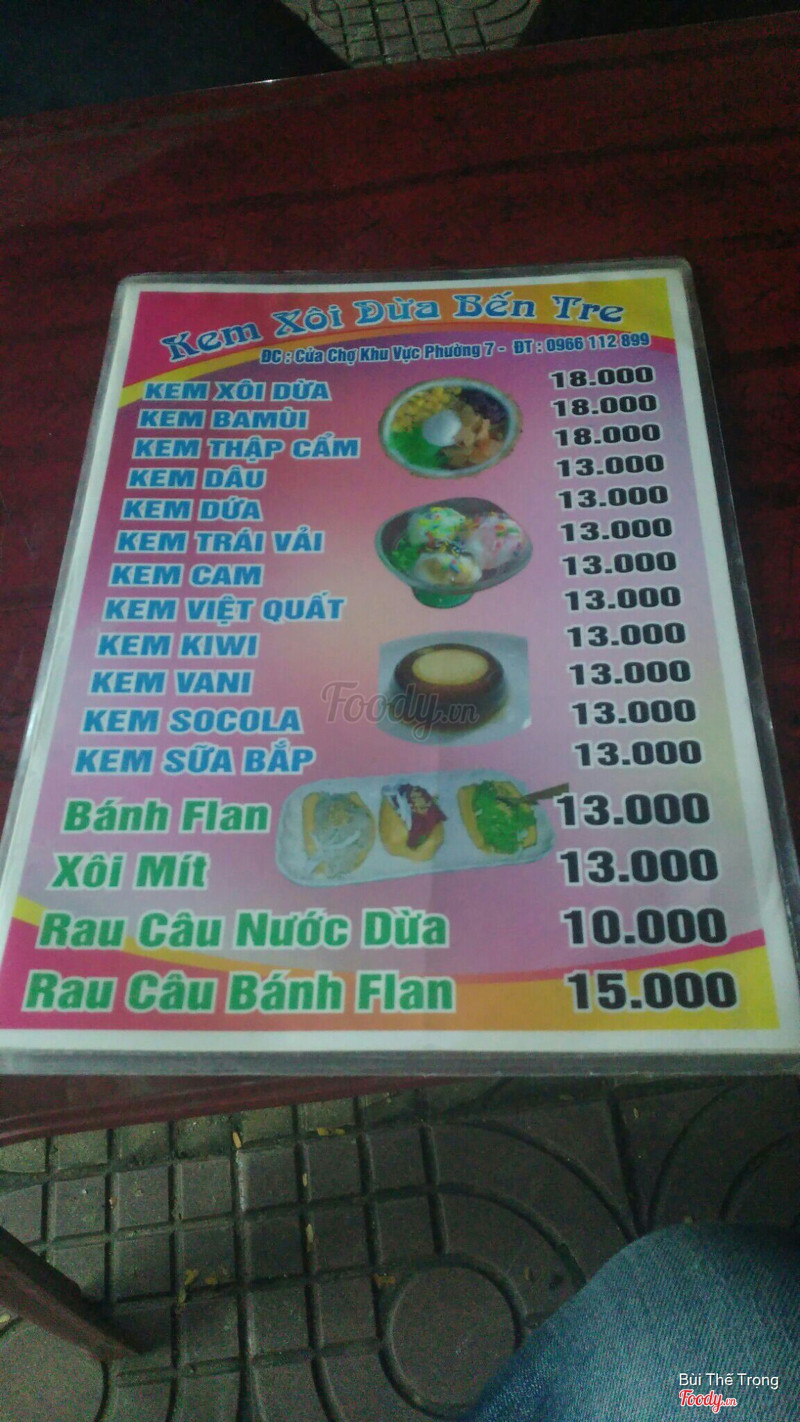 Kem Xôi Dừa Bến Tre
ĐC : Cửa Chợ Khu Vực Phường 7 - ĐT : 0966 112 899
KEM XÔI DỪA 18.000
KEM BAMÙI 18.000
KEM THẬP CẨM 18.000
KEM DÂU 13.000
KEM DỨA 13.000
KEM TRÁI VẢI 13.000
KEM CAM 13.000
KEM VIỆT QUẤT 13.000
KEM KIWI 13.000
KEM VANI 13.000
KEM SOCOLA 13.000
KEM SỮA BẮP 13.000
Bánh Flan 13.000
Xôi Mít 13.000
Rau Câu Nước Dừa 10.000
Rau Câu Bánh Flan 15.000
Foody.vn
Bùi Thế Trọng
Foody.vn